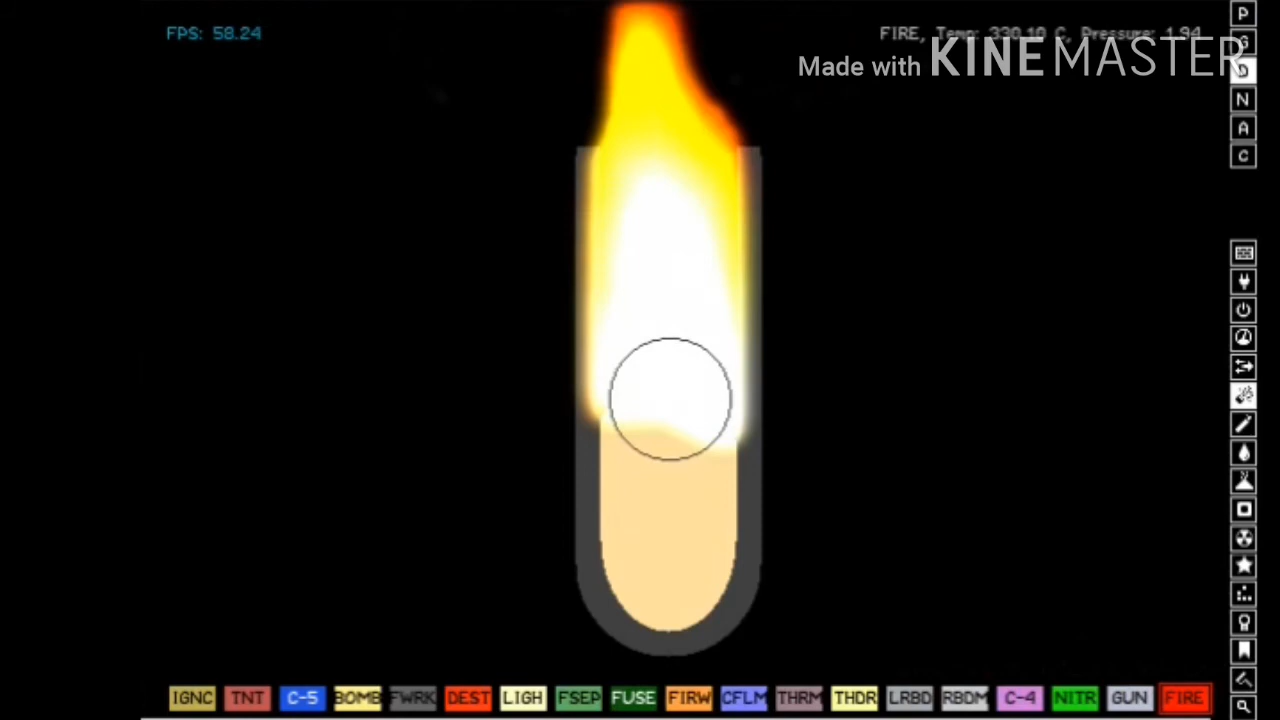 FPS: 58.24
FIRE, Temp: 330.10 C, Pressure: 1.94
Made with KINEMASTER
P
G
D
N
A
C
IGNC TNT C-5 BOMB FWRK DEST LIGH FSEP FUSE FIRW CFLM THRM THDR LRBD RBDM C-4 NITR GUN FIRE